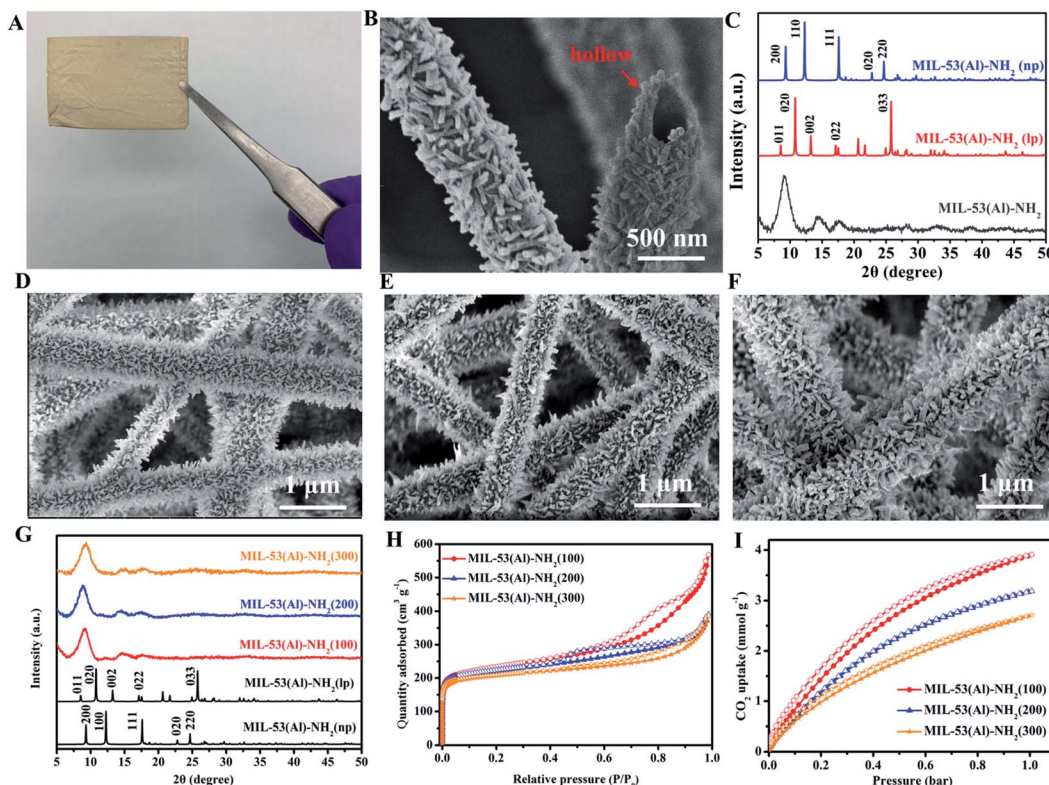 A
B
hollow
500 nm
C
Intensity (a.u.)
200
110
111
020
220
MIL-53(Al)-NH₂ (np)
011
020
002
022
033
MIL-53(Al)-NH₂ (lp)
MIL-53(Al)-NH₂
5 10 15 20 25 30 35 40 45 50
2θ (degree)
D
1 μm
E
1 μm
F
1 μm
G
Intensity (a.u.)
MIL-53(Al)-NH₂(300)
MIL-53(Al)-NH₂(200)
MIL-53(Al)-NH₂(100)
011
020
002
022
033
MIL-53(Al)-NH₂(lp)
200
100
111
020
220
MIL-53(Al)-NH₂(np)
5 10 15 20 25 30 35 40 45 50
2θ (degree)
H
Quantity adsorbed (cm³ g⁻¹)
600
500
400
300
200
100
0
MIL-53(Al)-NH₂(100)
MIL-53(Al)-NH₂(200)
MIL-53(Al)-NH₂(300)
0.0 0.2 0.4 0.6 0.8 1.0
Relative pressure (P/P₀)
I
CO₂ uptake (mmol g⁻¹)
4
3
2
1
0
MIL-53(Al)-NH₂(100)
MIL-53(Al)-NH₂(200)
MIL-53(Al)-NH₂(300)
0.0 0.2 0.4 0.6 0.8 1.0
Pressure (bar)